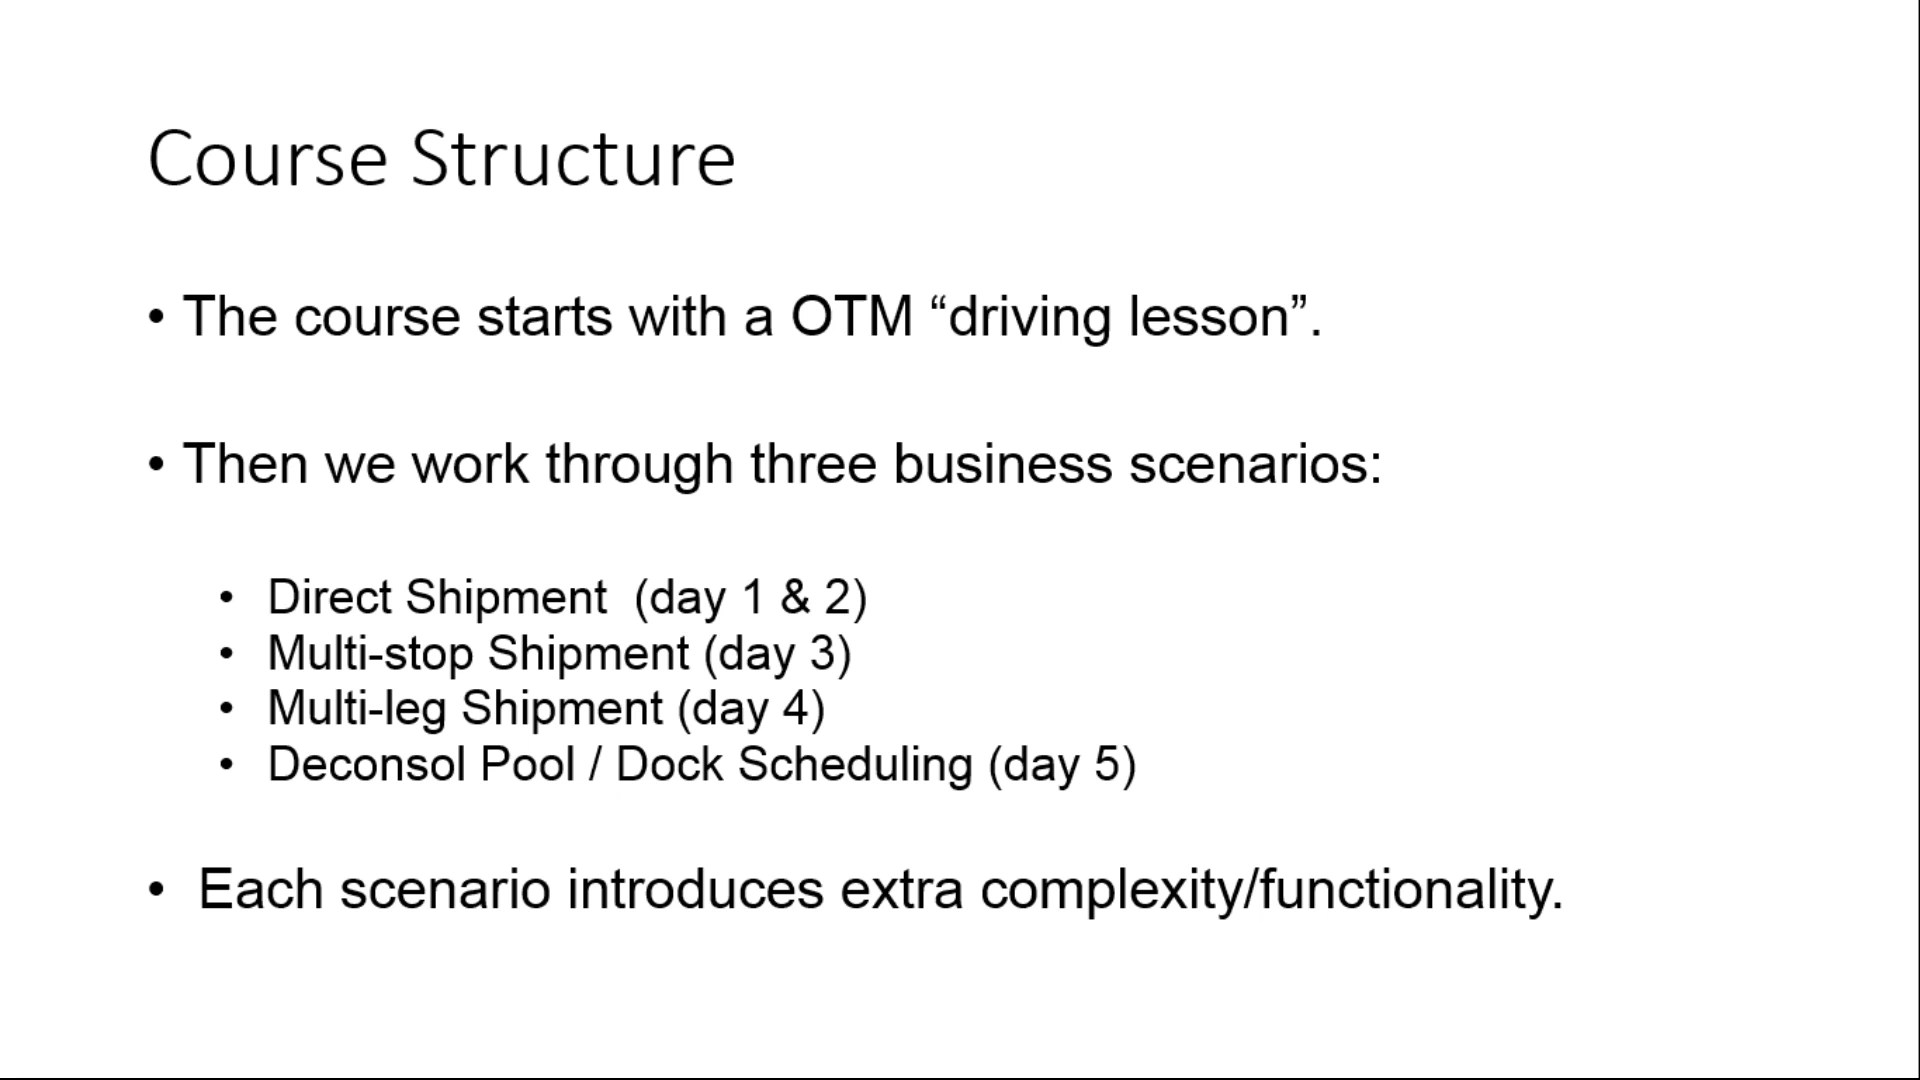 Course Structure
• The course starts with a OTM “driving lesson”.
• Then we work through three business scenarios:
• Direct Shipment  (day 1 & 2)
• Multi-stop Shipment (day 3)
• Multi-leg Shipment (day 4)
• Deconsol Pool / Dock Scheduling (day 5)
• Each scenario introduces extra complexity/functionality.